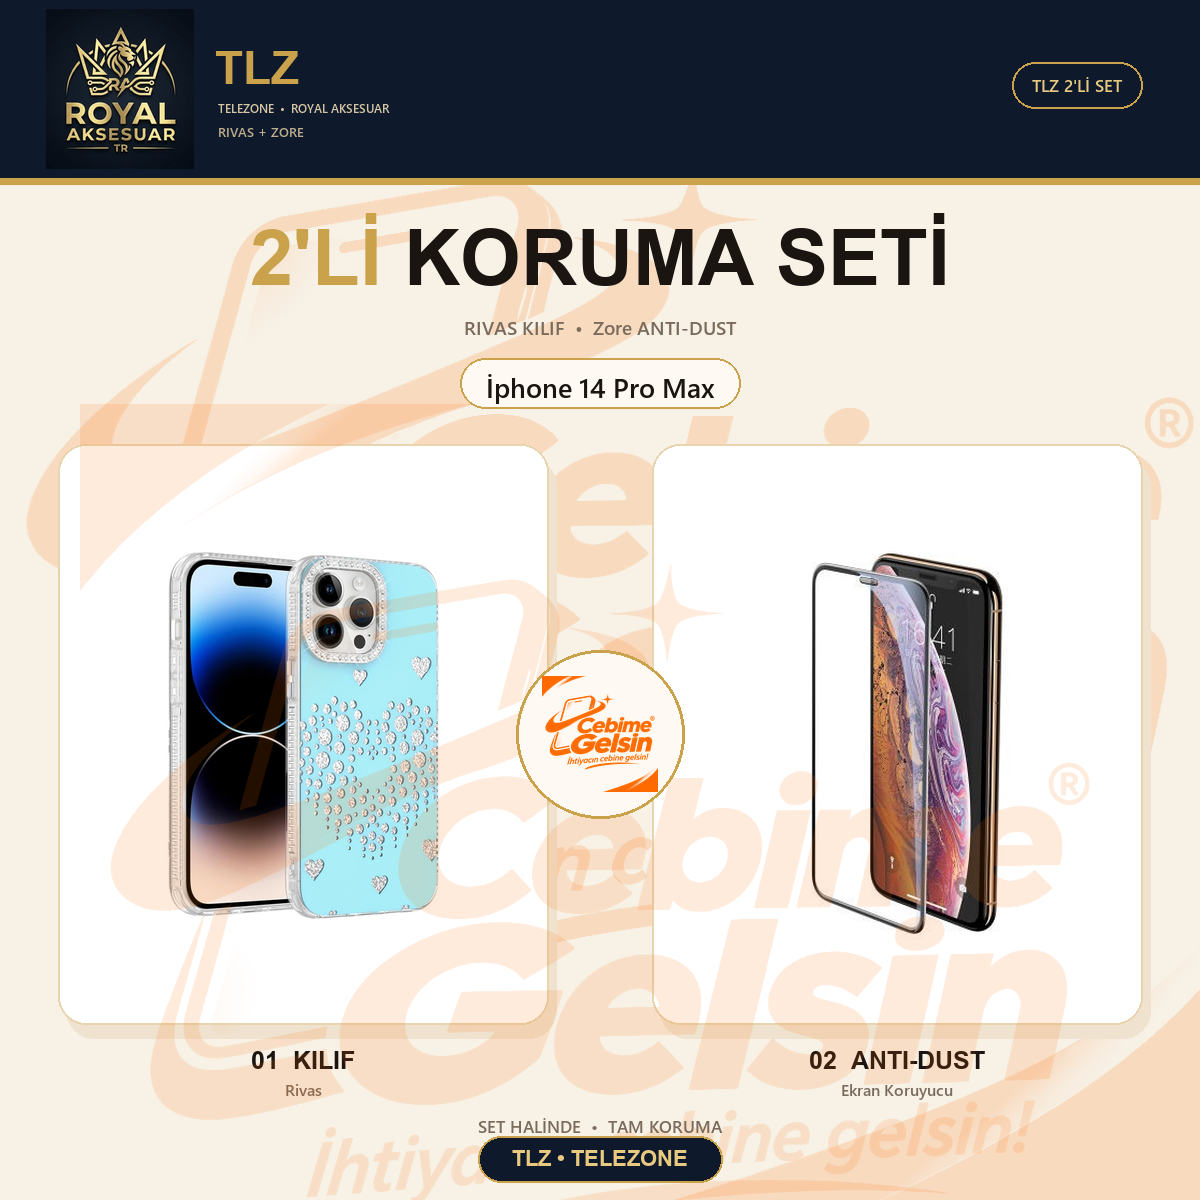 ROYAL
AKSESUAR
TR
TLZ
TELEZONE • ROYAL AKSESUAR
RIVAS + ZORE
TLZ 2'Lİ SET
2'Lİ KORUMA SETİ
RIVAS KILIF • Zore ANTI-DUST
İphone 14 Pro Max
Cebime®
Gelsin
İhtiyacın cebine gelsin!
Cebime®
Gelsin
01 KILIF
Rivas
02 ANTI-DUST
Ekran Koruyucu
SET HALİNDE • TAM KORUMA
TLZ • TELEZONE